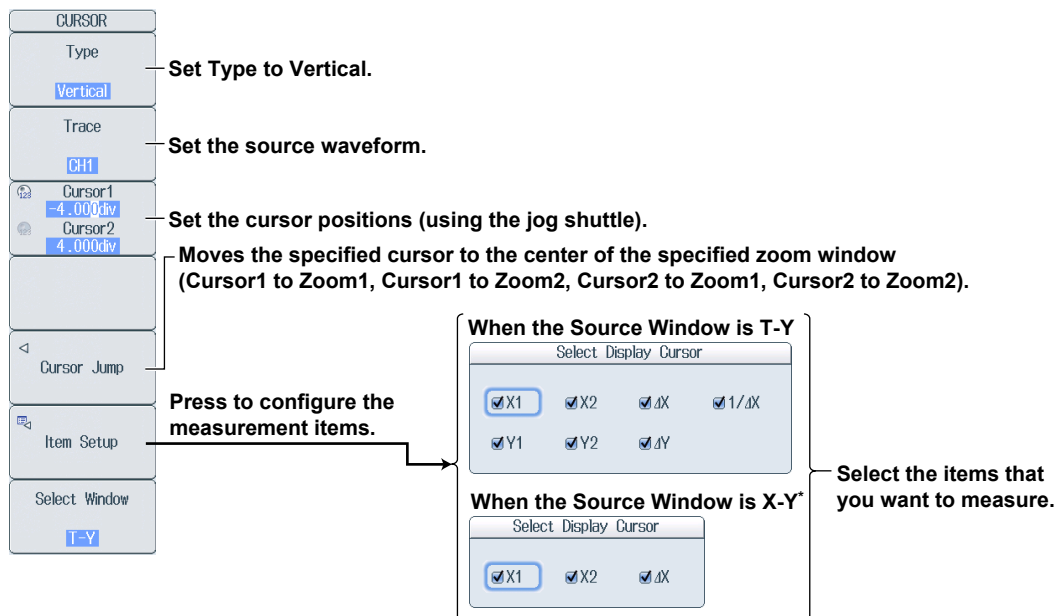 CURSOR
Type
Vertical
Set Type to Vertical.
Trace
CH1
Set the source waveform.
123
Cursor1
-4.000div
Cursor2
4.000div
Set the cursor positions (using the jog shuttle).
Moves the specified cursor to the center of the specified zoom window
(Cursor1 to Zoom1, Cursor1 to Zoom2, Cursor2 to Zoom1, Cursor2 to Zoom2).
Cursor Jump
Press to configure the
measurement items.
Item Setup
Select Window
T-Y
When the Source Window is T-Y
Select Display Cursor
X1 X2 ΔX 1/ΔX
Y1 Y2 ΔY
When the Source Window is X-Y*
Select Display Cursor
X1 X2 ΔX
Select the items that
you want to measure.